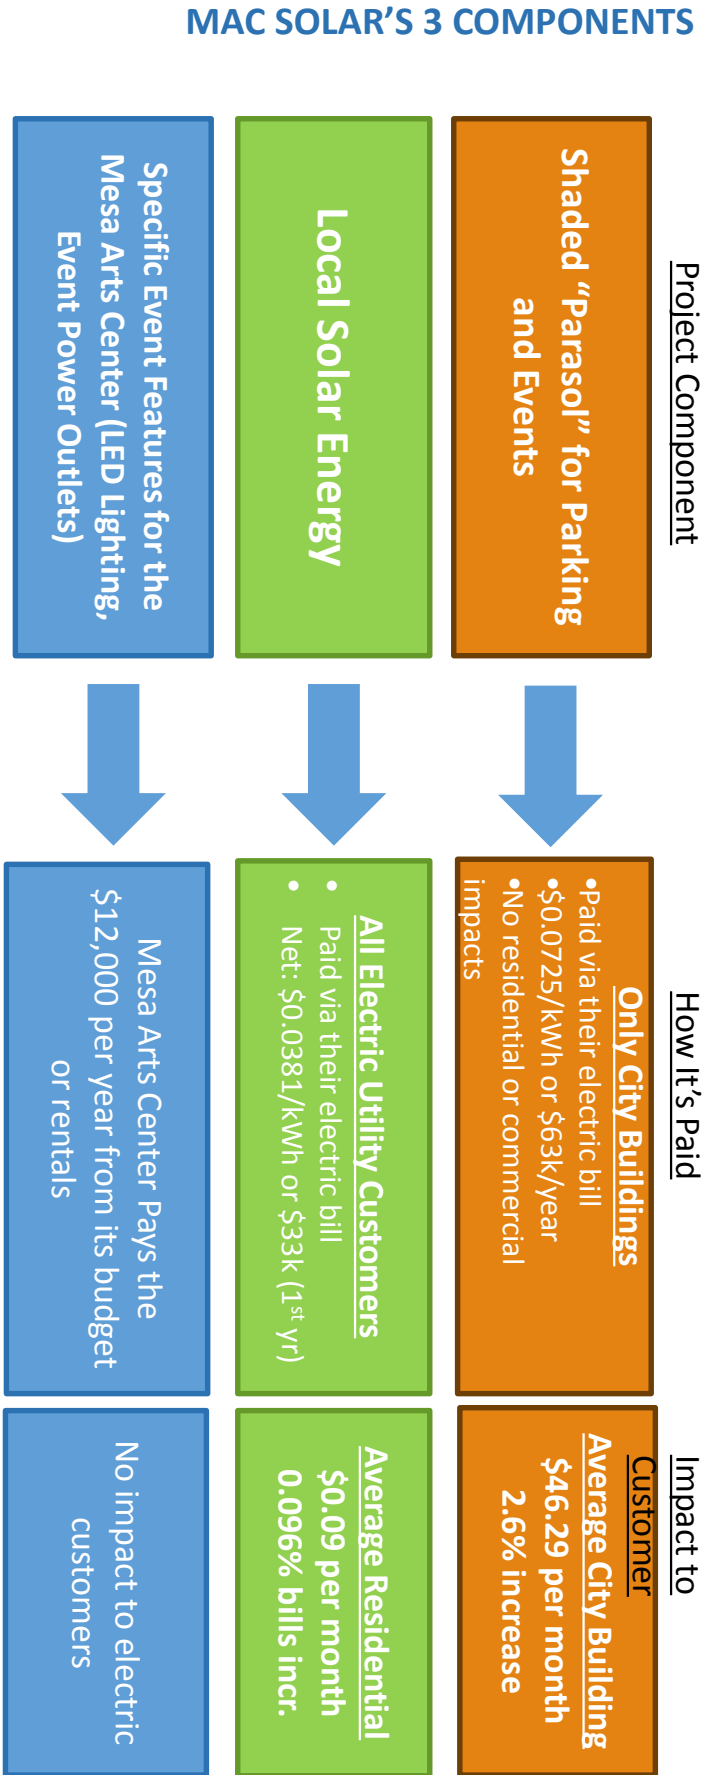 MAC SOLAR’S 3 COMPONENTS
Project Component
How It’s Paid
Impact to
Customer
Shaded “Parasol” for Parking
and Events
Only City Buildings
•Paid via their electric bill
•$0.0725/kWh or $63k/year
•No residential or commercial
impacts
Average City Building
$46.29 per month
2.6% increase
Local Solar Energy
All Electric Utility Customers
• Paid via their electric bill
• Net: $0.0381/kWh or $33k (1st yr)
Average Residential
$0.09 per month
0.096% bills incr.
Specific Event Features for the
Mesa Arts Center (LED Lighting,
Event Power Outlets)
Mesa Arts Center Pays the
$12,000 per year from its budget
or rentals
No impact to electric
customers